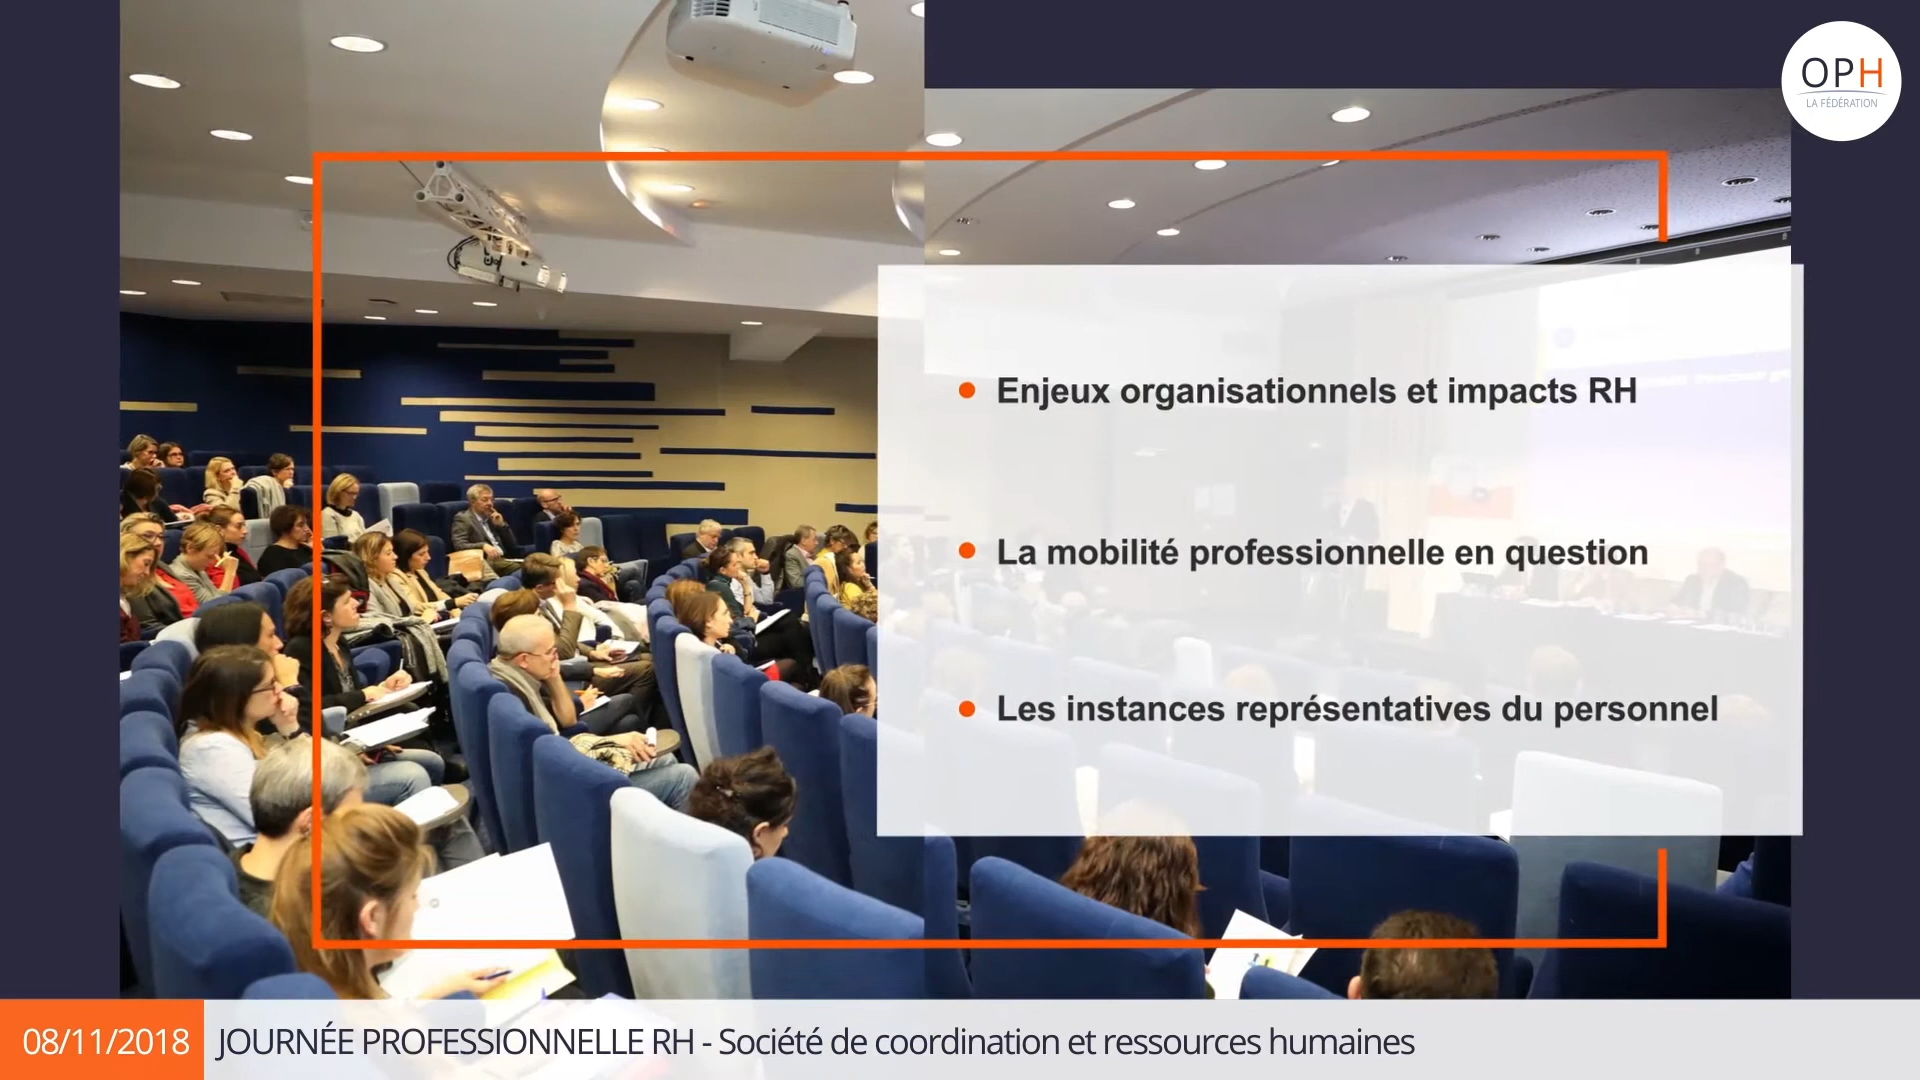 OPH
LA FÉDÉRATION
Enjeux organisationnels et impacts RH
La mobilité professionnelle en question
Les instances représentatives du personnel
08/11/2018 JOURNÉE PROFESSIONNELLE RH - Société de coordination et ressources humaines